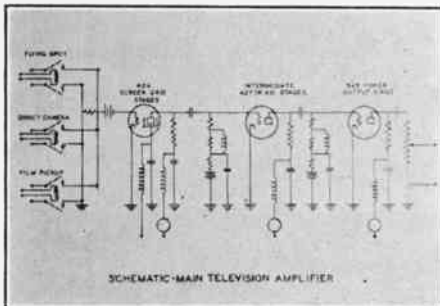 FLYING SPOT
DIRECT CAMERA
FILM PICKUP
SCREEN GRID
STAGES
INTERMEDIATE
STAGES
POWER
OUTPUT STAGE
SCHEMATIC-MAIN TELEVISION AMPLIFIER